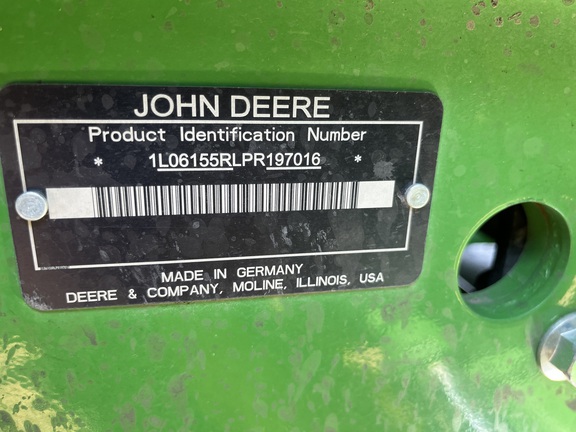 JOHN DEERE
Product Identification Number
* 1L06155RLPR197016 *
MADE IN GERMANY
DEERE & COMPANY, MOLINE, ILLINOIS, USA